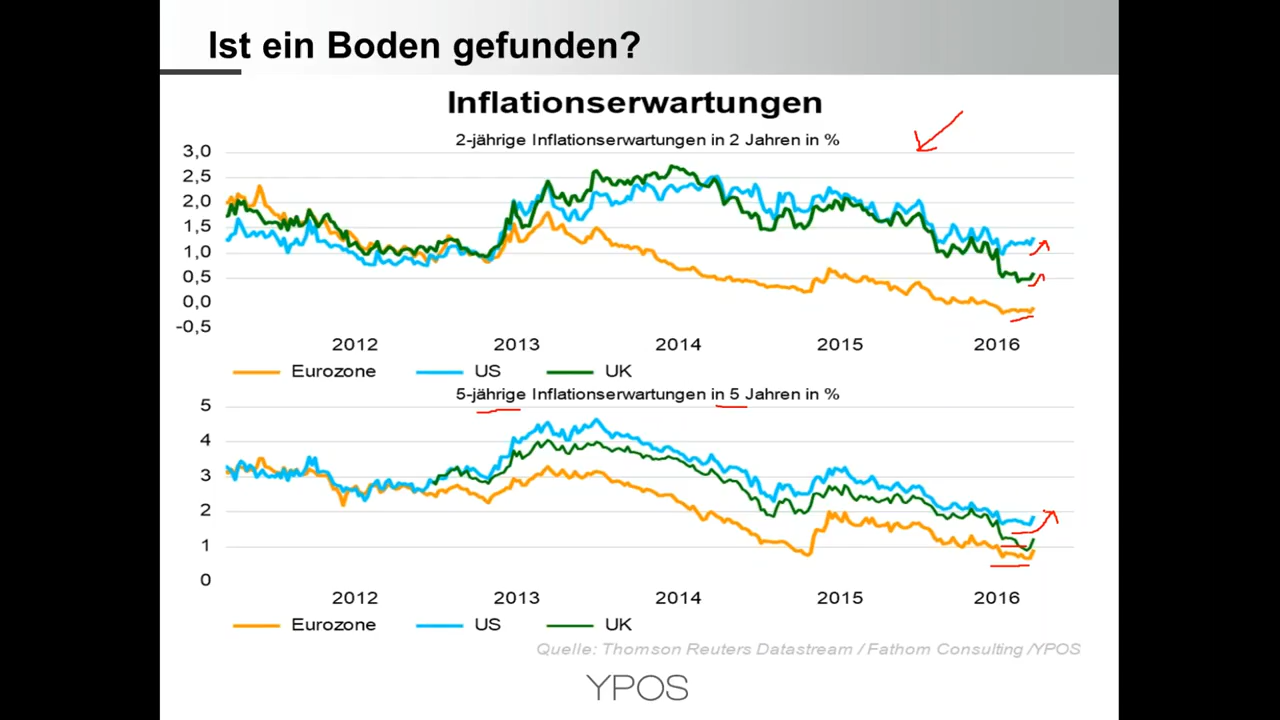 Ist ein Boden gefunden?
Inflationserwartungen
2-jährige Inflationserwartungen in 2 Jahren in %
3,0
2,5
2,0
1,5
1,0
0,5
0,0
-0,5
2012 2013 2014 2015 2016
Eurozone US UK
5-jährige Inflationserwartungen in 5 Jahren in %
5
4
3
2
1
0
2012 2013 2014 2015 2016
Eurozone US UK
Quelle: Thomson Reuters Datastream / Fathom Consulting /YPOS
YPOS